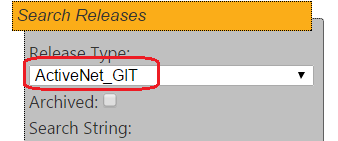 Search Releases
Release Type:
ActiveNet_GIT
Archived:
Search String: